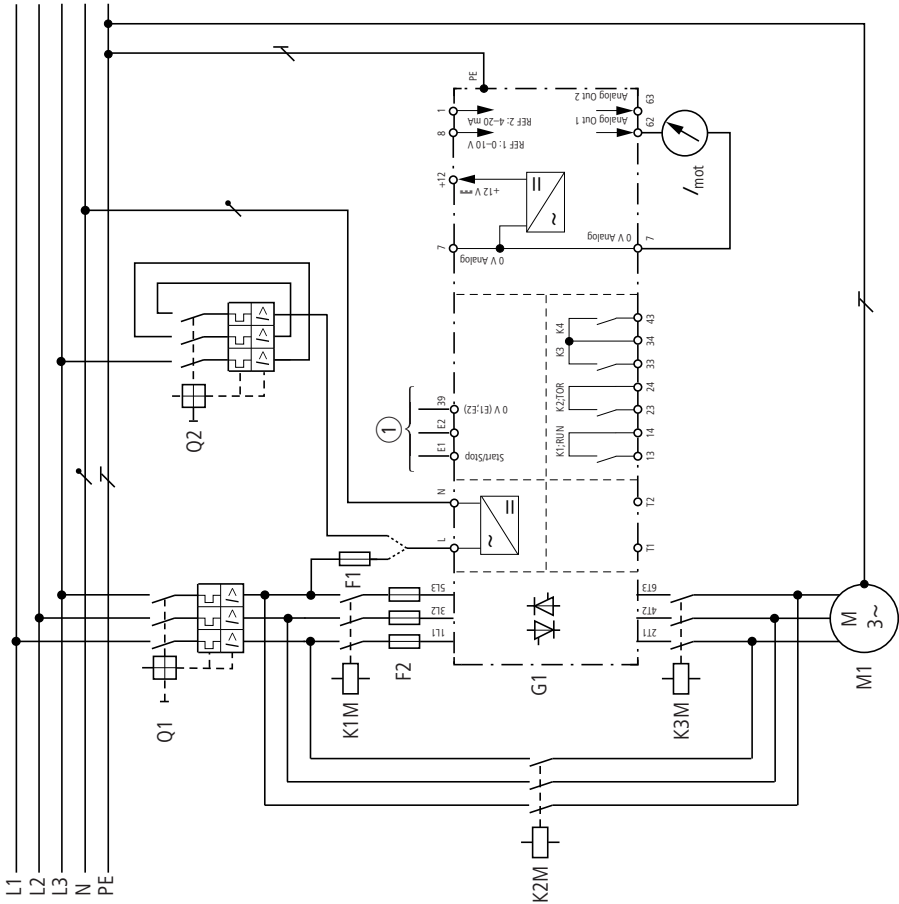 L1
L2
L3
N
PE
Q1
I>
I>
I>
Q2
I>
I>
I>
K1M
F1
F2
1L1
3L2
5L3
L
N
1
E1
E2
39
Start/Stop
0 V (E1;E2)
7
+12
8
1
PE
0 V Analog
+12 V
REF 1: 0–10 V
REF 2: 4–20 mA
~
=
~
=
G1
2T1
4T2
6T3
T1
T2
13
14
23
24
33
34
43
K1;RUN
K2;TOR
K3
K4
7
0 V Analog
62
Analog Out 1
63
Analog Out 2
I mot
K3M
K2M
M
3~
M1